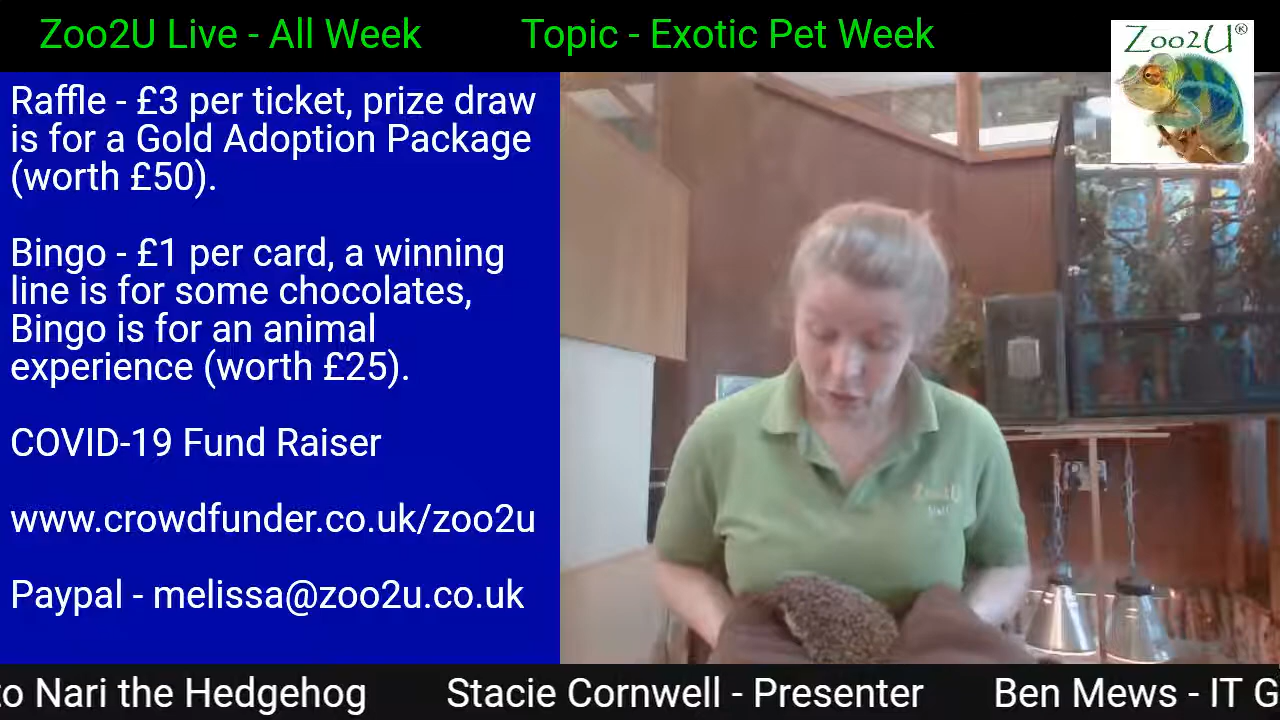 Zoo2U Live - All Week
Topic - Exotic Pet Week
Zoo2U®
Raffle - £3 per ticket, prize draw
is for a Gold Adoption Package
(worth £50).
Bingo - £1 per card, a winning
line is for some chocolates,
Bingo is for an animal
experience (worth £25).
COVID-19 Fund Raiser
www.crowdfunder.co.uk/zoo2u
Paypal - melissa@zoo2u.co.uk
Zoo2U
to Nari the Hedgehog
Stacie Cornwell - Presenter
Ben Mews - IT G